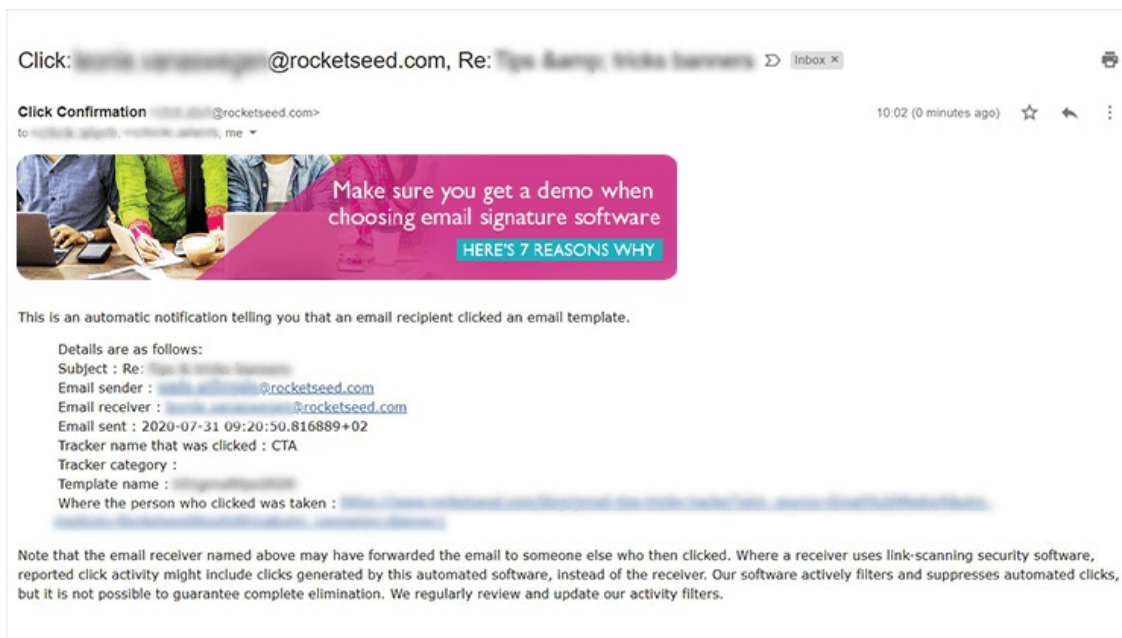 Click: @rocketseed.com, Re: Inbox ×
Click Confirmation @rocketseed.com> 10:02 (0 minutes ago)
to , me
Make sure you get a demo when
choosing email signature software
HERE'S 7 REASONS WHY
This is an automatic notification telling you that an email recipient clicked an email template.
Details are as follows:
Subject : Re:
Email sender : @rocketseed.com
Email receiver : @rocketseed.com
Email sent : 2020-07-31 09:20:50.816889+02
Tracker name that was clicked : CTA
Tracker category :
Template name :
Where the person who clicked was taken :
Note that the email receiver named above may have forwarded the email to someone else who then clicked. Where a receiver uses link-scanning security software,
reported click activity might include clicks generated by this automated software, instead of the receiver. Our software actively filters and suppresses automated clicks,
but it is not possible to guarantee complete elimination. We regularly review and update our activity filters.